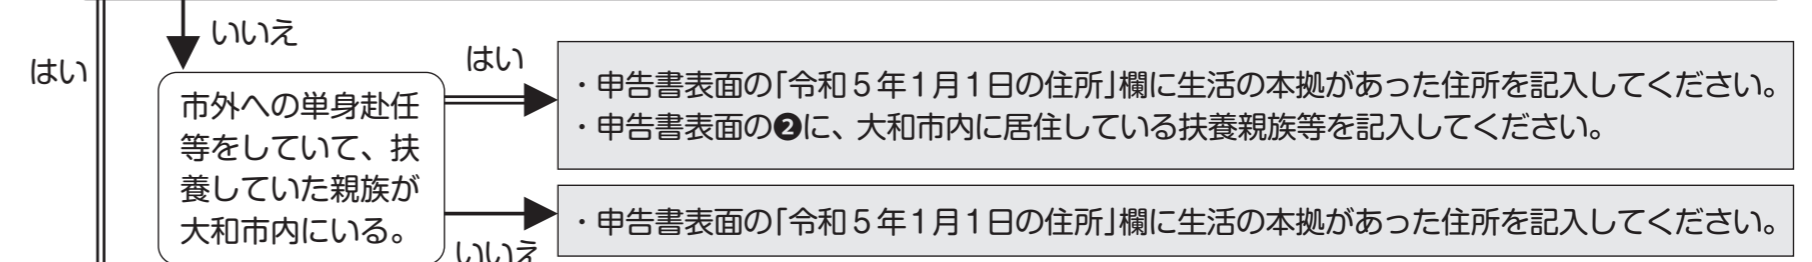 いいえ
はい
はい
市外への単身赴任
等をしていて、扶
養していた親族が
大和市内にいる。
・申告書表面の「令和5年1月1日の住所」欄に生活の本拠があった住所を記入してください。
・申告書表面の❷に、大和市内に居住している扶養親族等を記入してください。
いいえ
・申告書表面の「令和5年1月1日の住所」欄に生活の本拠があった住所を記入してください。